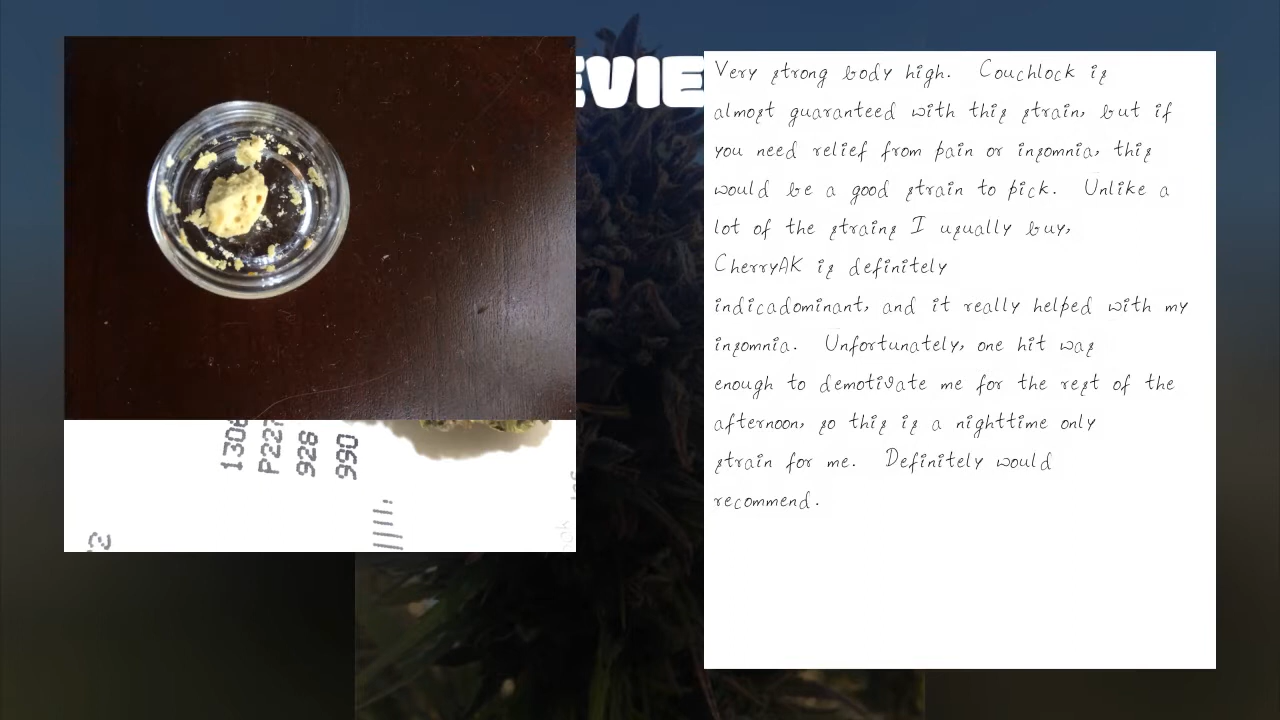 EVIE
Very strong body high. Couchlock is
almost guaranteed with this strain, but if
you need relief from pain or insomnia, this
would be a good strain to pick. Unlike a
lot of the strains I usually buy,
CherryAK is definitely
indicadominant, and it really helped with my
insomnia. Unfortunately, one hit was
enough to demotivate me for the rest of the
afternoon, so this is a nighttime only
strain for me. Definitely would
recommend.
928
990